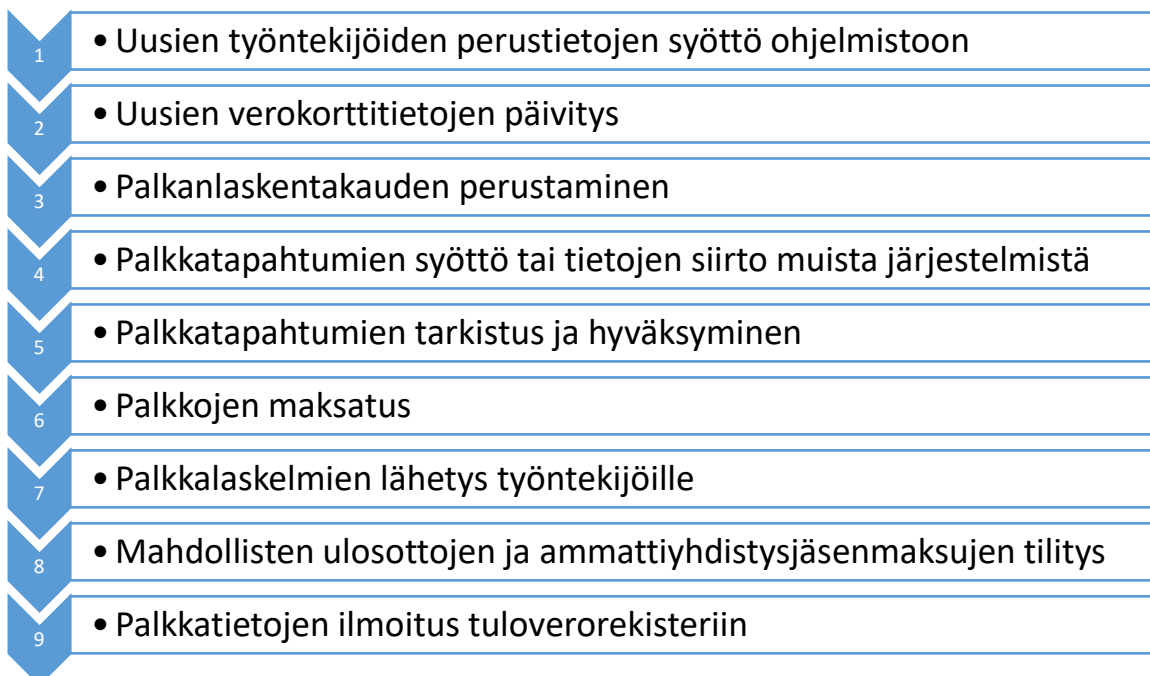 1 • Uusien työntekijöiden perustietojen syöttö ohjelmistoon
2 • Uusien verokorttitietojen päivitys
3 • Palkanlaskentakauden perustaminen
4 • Palkkatapahtumien syöttö tai tietojen siirto muista järjestelmistä
5 • Palkkatapahtumien tarkistus ja hyväksyminen
6 • Palkkojen maksatus
7 • Palkkalaskelmien lähetys työntekijöille
8 • Mahdollisten ulosottojen ja ammattiyhdistysjäsenmaksujen tilitys
9 • Palkkatietojen ilmoitus tuloverorekisteriin